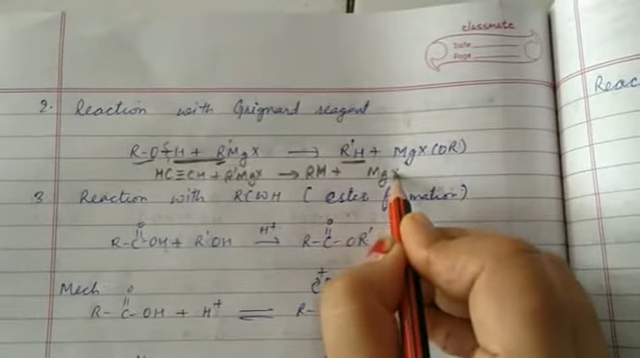 classmate
Date
Page
Reac
2. Reaction with Grignard reagent
R-O-H + R'MgX → R'H + MgX(OR)
HC≡CH + R'MgX → RH + MgX
3 Reaction with RCOOH (ester formation)
O
R-C-OH + R'OH H+ → O
R-C-OR'
Mech
O
R-C-OH + H+ ⇌ R-